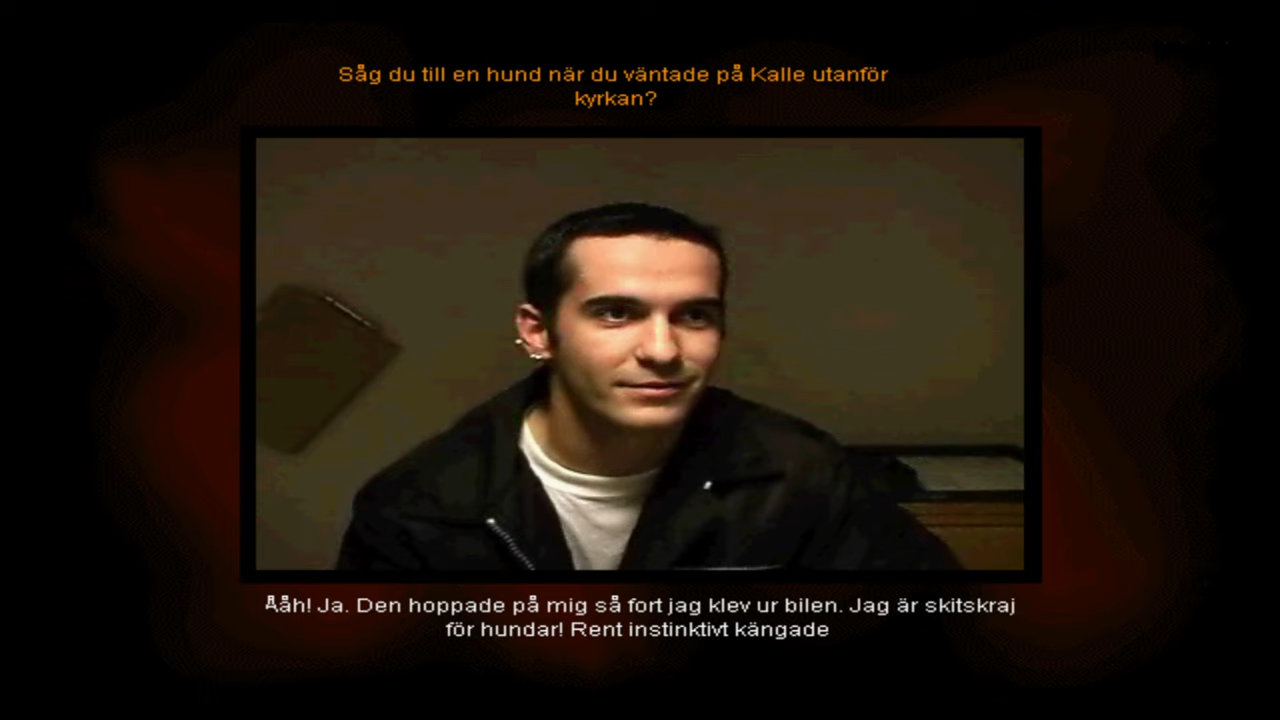 Såg du till en hund när du väntade på Kalle utanför
kyrkan?
Ååh! Ja. Den hoppade på mig så fort jag klev ur bilen. Jag är skitskraj
för hundar! Rent instinktivt kängade